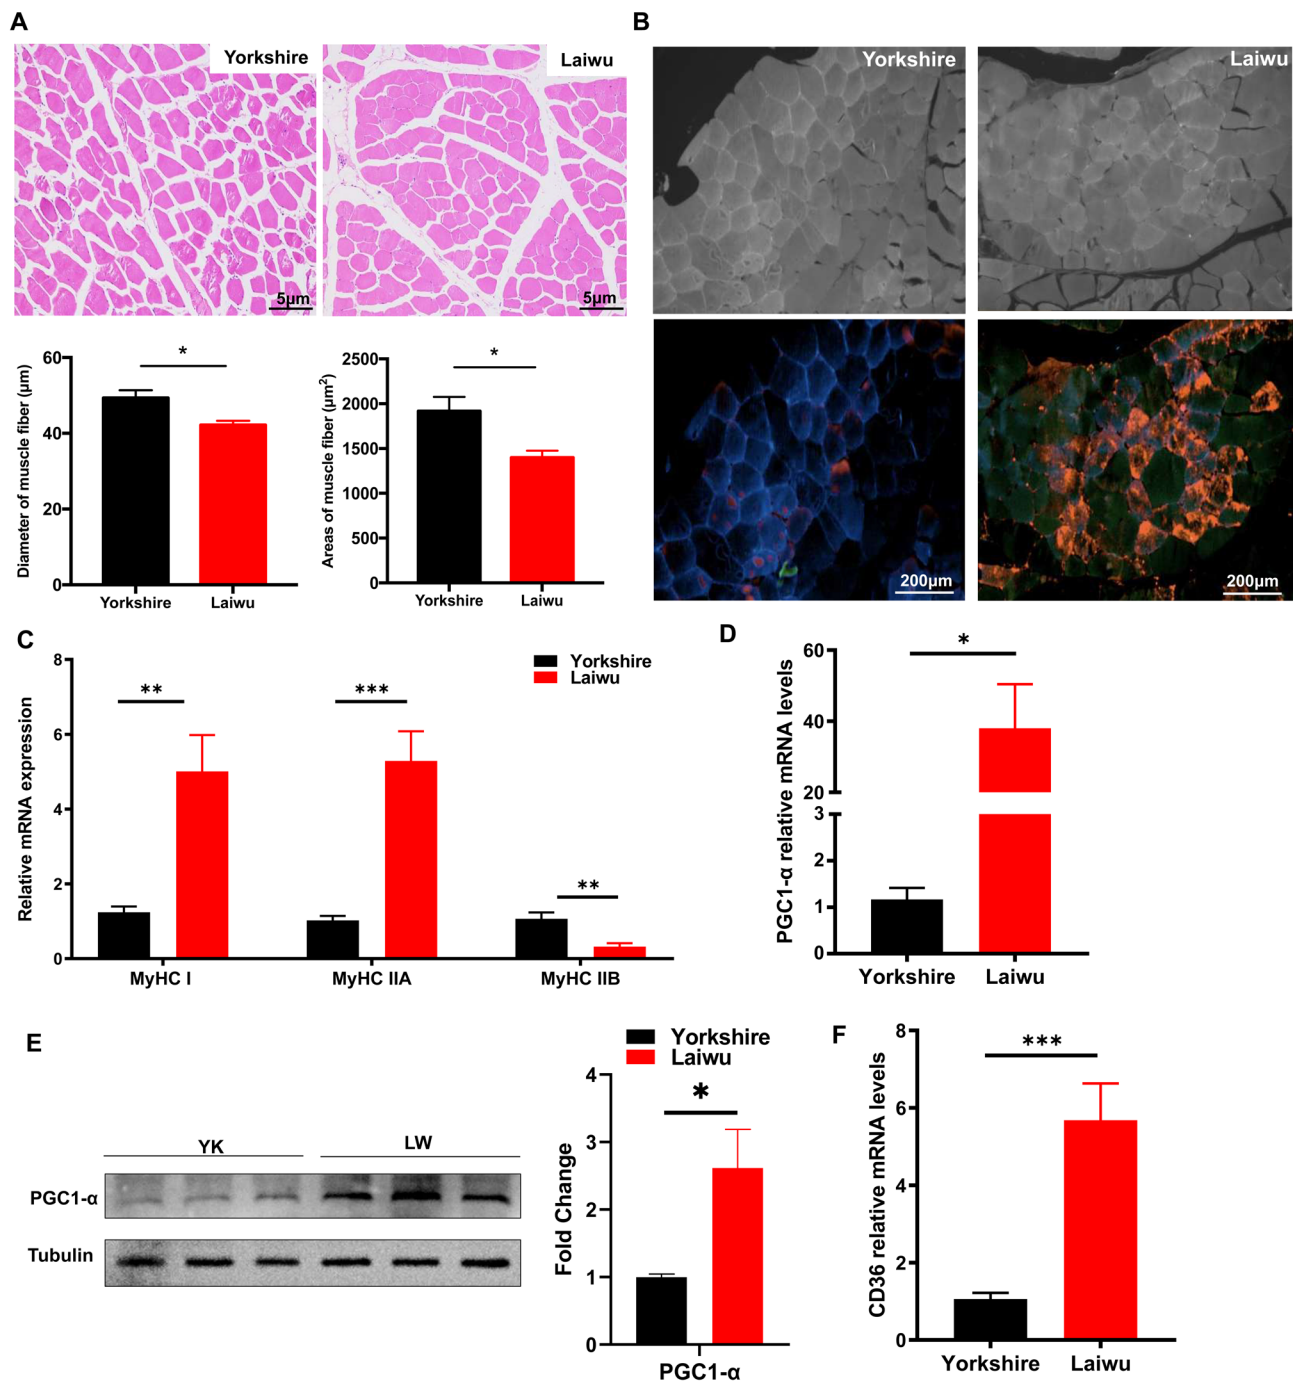 A
Yorkshire
Laiwu
5μm
5μm
B
Yorkshire
Laiwu
200μm
200μm
Diameter of muscle fiber (μm)
60
40
20
0
*
Yorkshire
Laiwu
Areas of muscle fiber (μm²)
2500
2000
1500
1000
500
0
*
Yorkshire
Laiwu
C
Relative mRNA expression
8
6
4
2
0
**
***
**
Yorkshire
Laiwu
MyHC I
MyHC IIA
MyHC IIB
D
PGC1-α relative mRNA levels
60
40
20
3
2
1
0
*
Yorkshire
Laiwu
E
YK
LW
PGC1-α
Tubulin
Yorkshire
Laiwu
Fold Change
4
3
2
1
0
*
PGC1-α
F
CD36 relative mRNA levels
8
6
4
2
0
***
Yorkshire
Laiwu